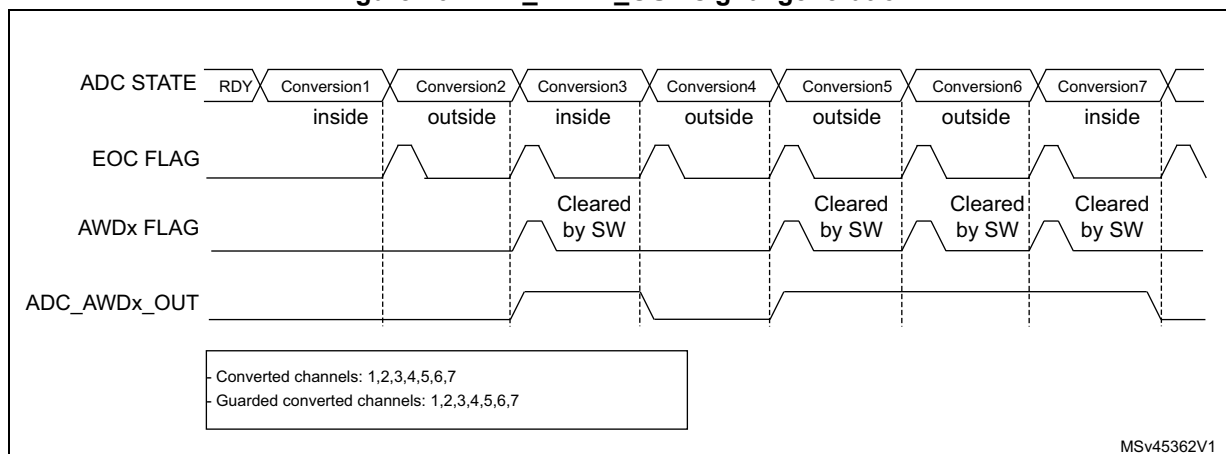 ADC STATE RDY Conversion1 Conversion2 Conversion3 Conversion4 Conversion5 Conversion6 Conversion7
inside outside inside outside outside outside inside
EOC FLAG
Cleared Cleared Cleared Cleared
AWDx FLAG by SW by SW by SW by SW
ADC_AWDx_OUT
- Converted channels: 1,2,3,4,5,6,7
- Guarded converted channels: 1,2,3,4,5,6,7
MSv45362V1